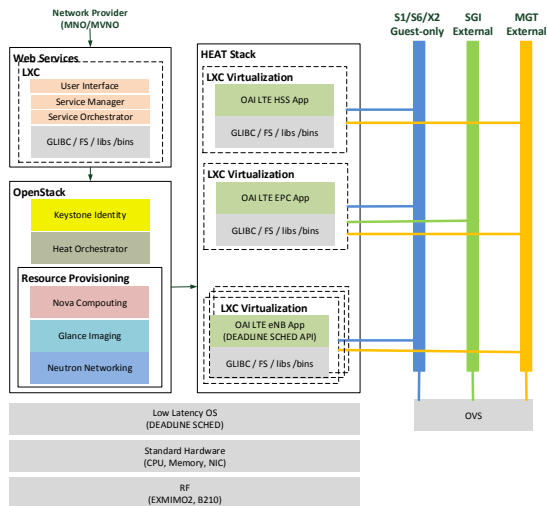 Network Provider
(MNO/MVNO
Web Services
LXC
User Interface
Service Manager
Service Orchestrator
GLIBC / FS / libs /bins
OpenStack
Keystone Identity
Heat Orchestrator
Resource Provisioning
Nova Compouting
Glance Imaging
Neutron Networking
HEAT Stack
LXC Virtualization
OAI LTE HSS App
GLIBC / FS / libs /bins
LXC Virtualization
OAI LTE EPC App
GLIBC / FS / libs /bins
LXC Virtualization
OAI LTE eNB App
(DEADLINE SCHED API)
GLIBC / FS / libs /bins
S1/S6/X2
Guest-only
SGI
External
MGT
External
OVS
Low Latency OS
(DEADLINE SCHED)
Standard Hardware
(CPU, Memory, NIC)
RF
(EXMIMO2, B210)